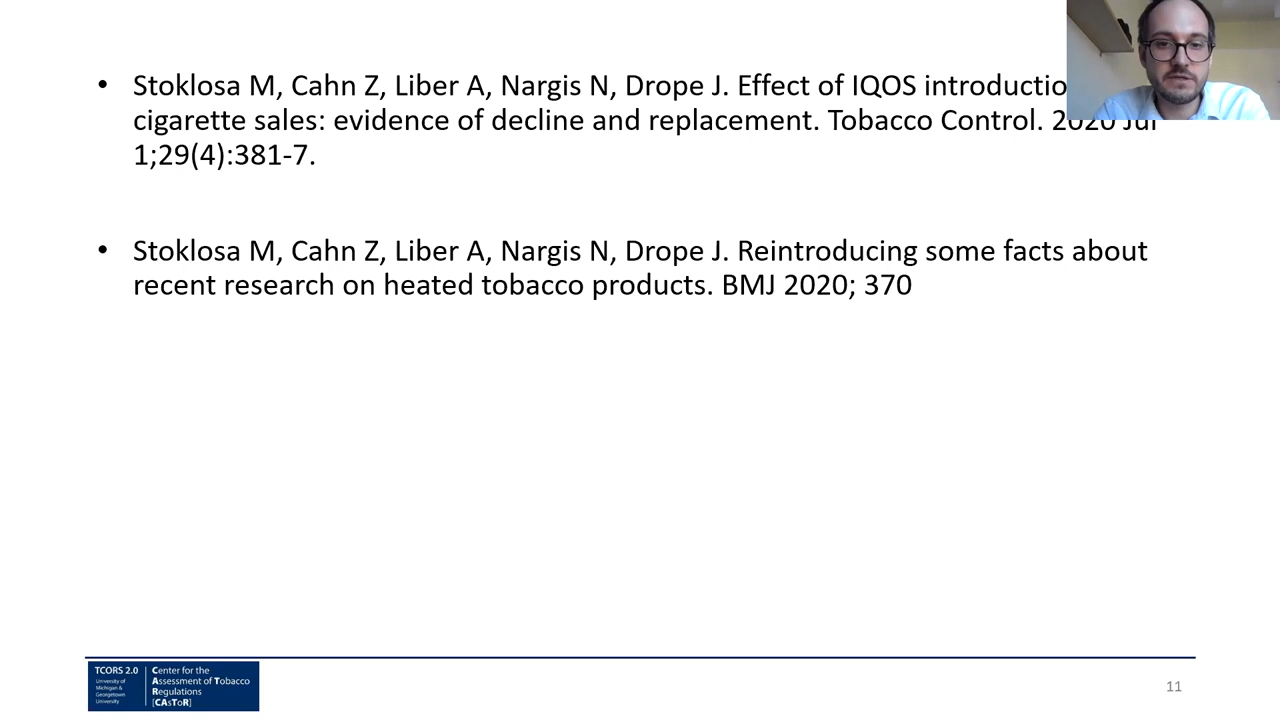 • Stoklosa M, Cahn Z, Liber A, Nargis N, Drope J. Effect of IQOS
cigarette sales: evidence of decline and replacement. Tobacco Control. 2020 Jul
1;29(4):381-7.
• Stoklosa M, Cahn Z, Liber A, Nargis N, Drope J. Reintroducing some facts about
recent research on heated tobacco products. BMJ 2020; 370
TCORS 2.0
University of
Michigan &
Georgetown
University
Center for the
Assessment of Tobacco
Regulations
[CAsToR]
11